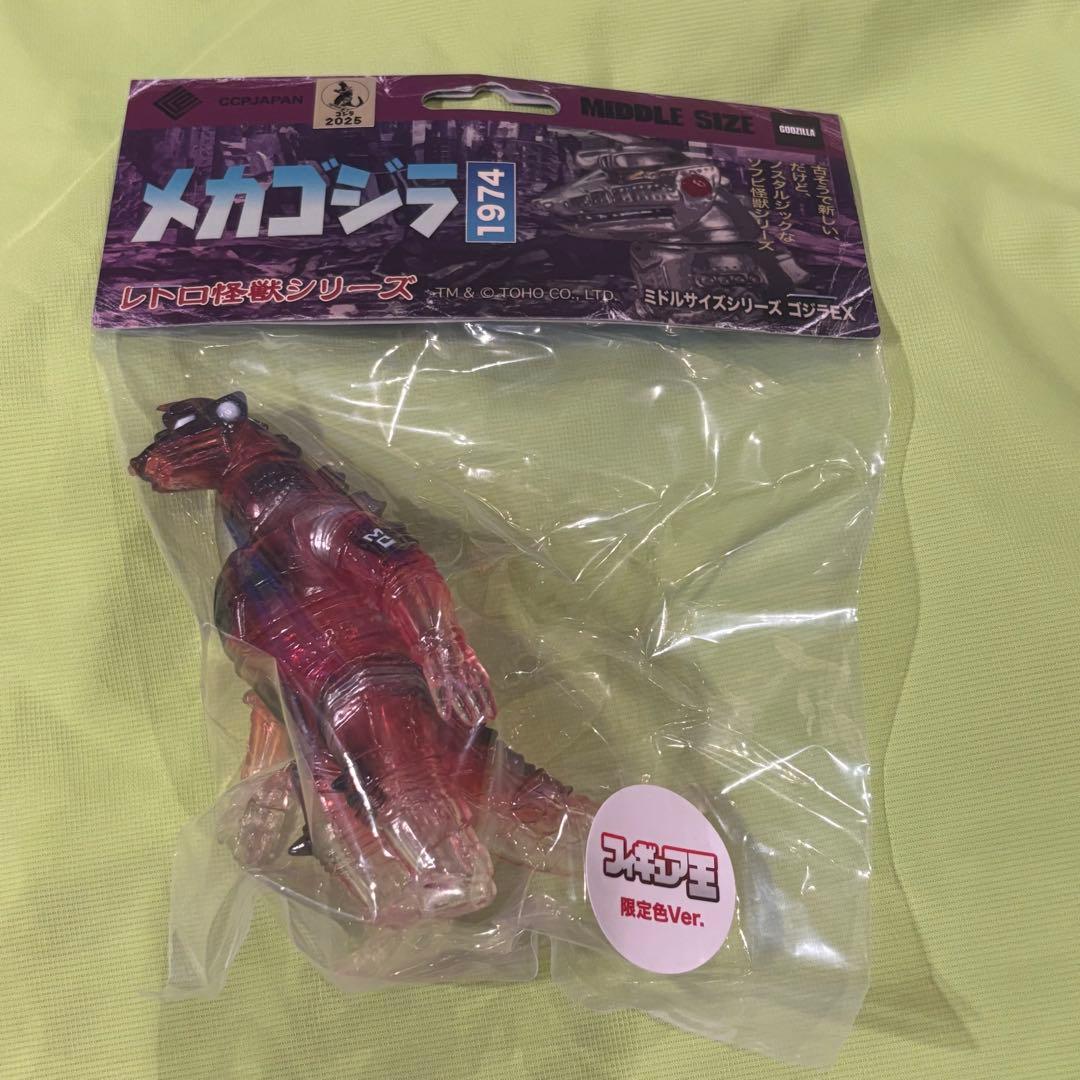 CCPJAPAN
ゴジラ
2025
MIDDLE SIZE
GODZILLA
メカゴジラ
1974
古そうで新しい、
だけど、
ノスタルジックな
ソフビ怪獣シリーズ
レトロ怪獣シリーズ
TM & © TOHO CO., LTD.
ミドルサイズシリーズ ゴジラEX
フィギュア王
限定色Ver.